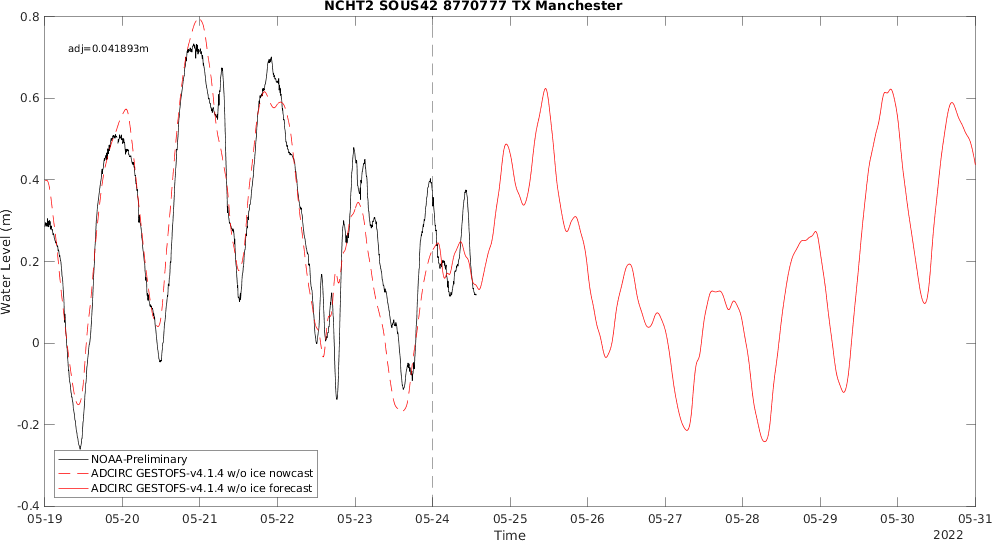 NCHT2 SOUS42 8770777 TX Manchester
0.8
adj=0.041893m
0.6
0.4
0.2
0
-0.2
-0.4
Water Level (m)
NOAA-Preliminary
ADCIRC GESTOFS-v4.1.4 w/o ice nowcast
ADCIRC GESTOFS-v4.1.4 w/o ice forecast
05-19 05-20 05-21 05-22 05-23 05-24 05-25 05-26 05-27 05-28 05-29 05-30 05-31
Time
2022